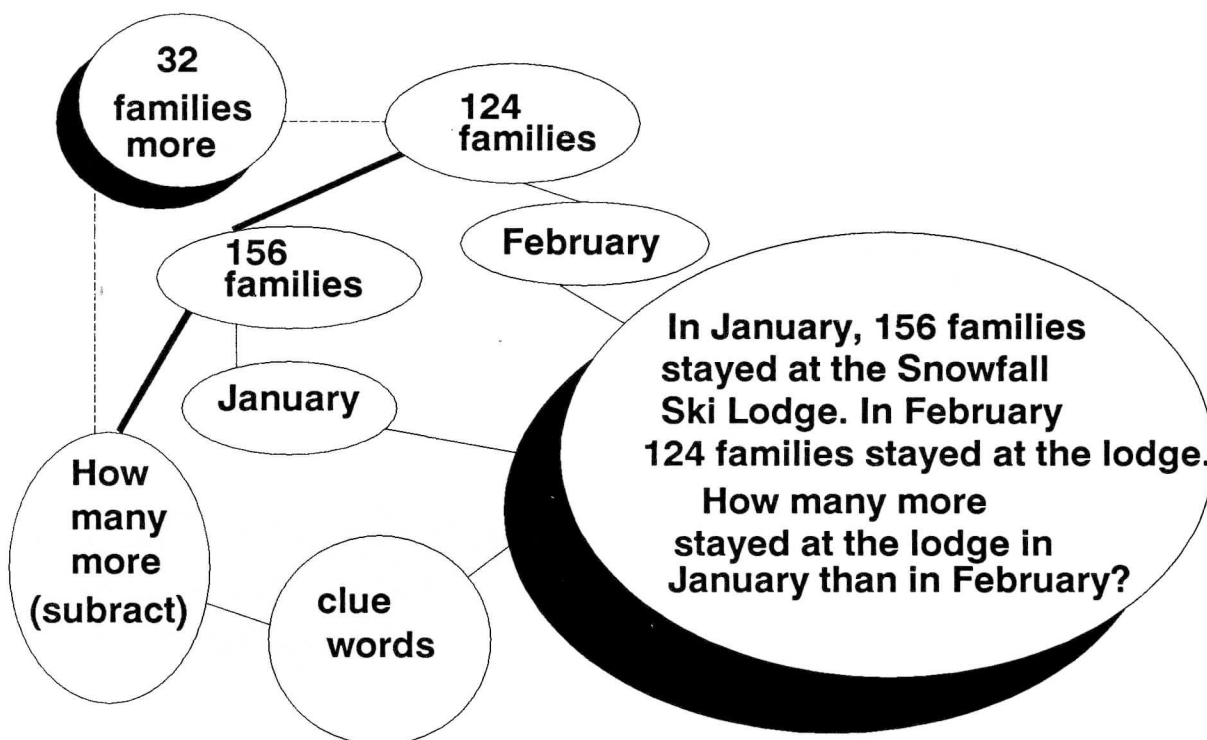 32
families
more
124
families
156
families
February
January
How
many
more
(subract)
clue
words
In January, 156 families
stayed at the Snowfall
Ski Lodge. In February
124 families stayed at the lodge.
How many more
stayed at the lodge in
January than in February?